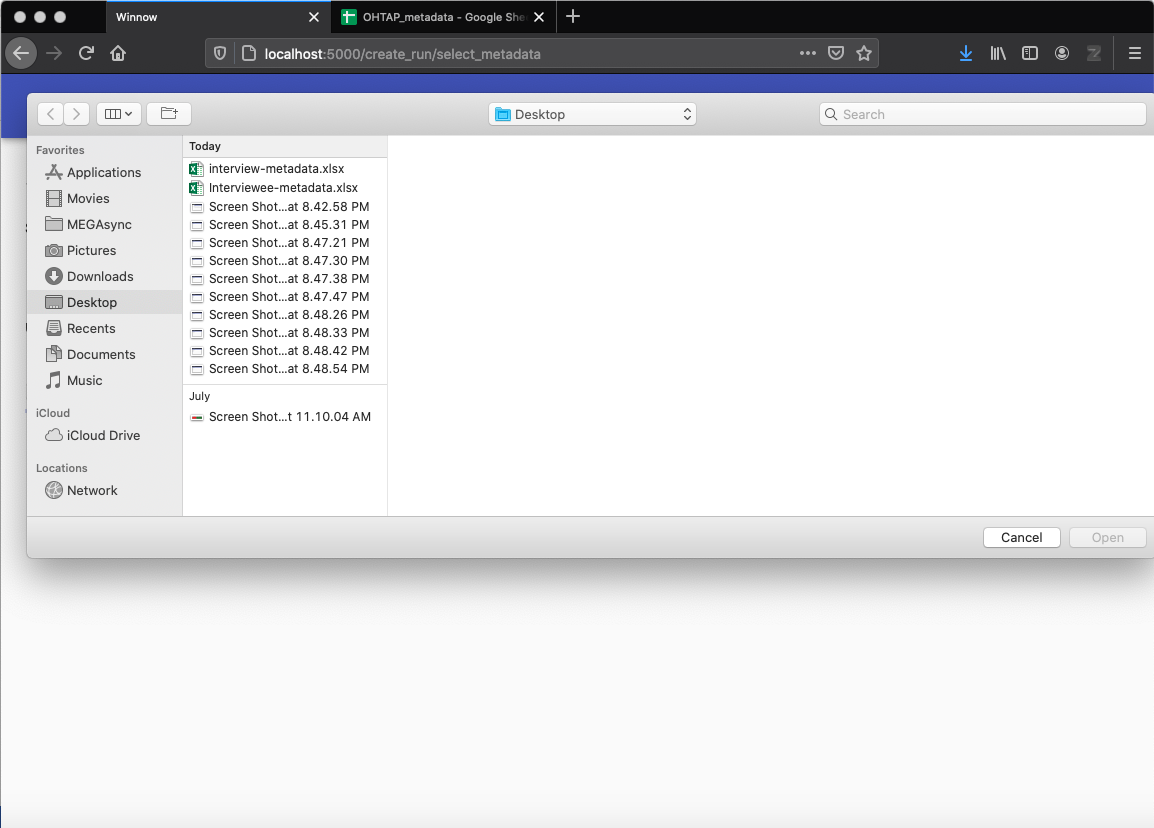 Winnow
OHTAP_metadata - Google She
localhost:5000/create_run/select_metadata
Desktop
Search
Favorites
Applications
Movies
MEGAsync
Pictures
Downloads
Desktop
Recents
Documents
Music
iCloud
iCloud Drive
Locations
Network
Today
interview-metadata.xlsx
Interviewee-metadata.xlsx
Screen Shot...at 8.42.58 PM
Screen Shot...at 8.45.31 PM
Screen Shot...at 8.47.21 PM
Screen Shot...at 8.47.30 PM
Screen Shot...at 8.47.38 PM
Screen Shot...at 8.47.47 PM
Screen Shot...at 8.48.26 PM
Screen Shot...at 8.48.33 PM
Screen Shot...at 8.48.42 PM
Screen Shot...at 8.48.54 PM
July
Screen Shot...t 11.10.04 AM
Cancel
Open